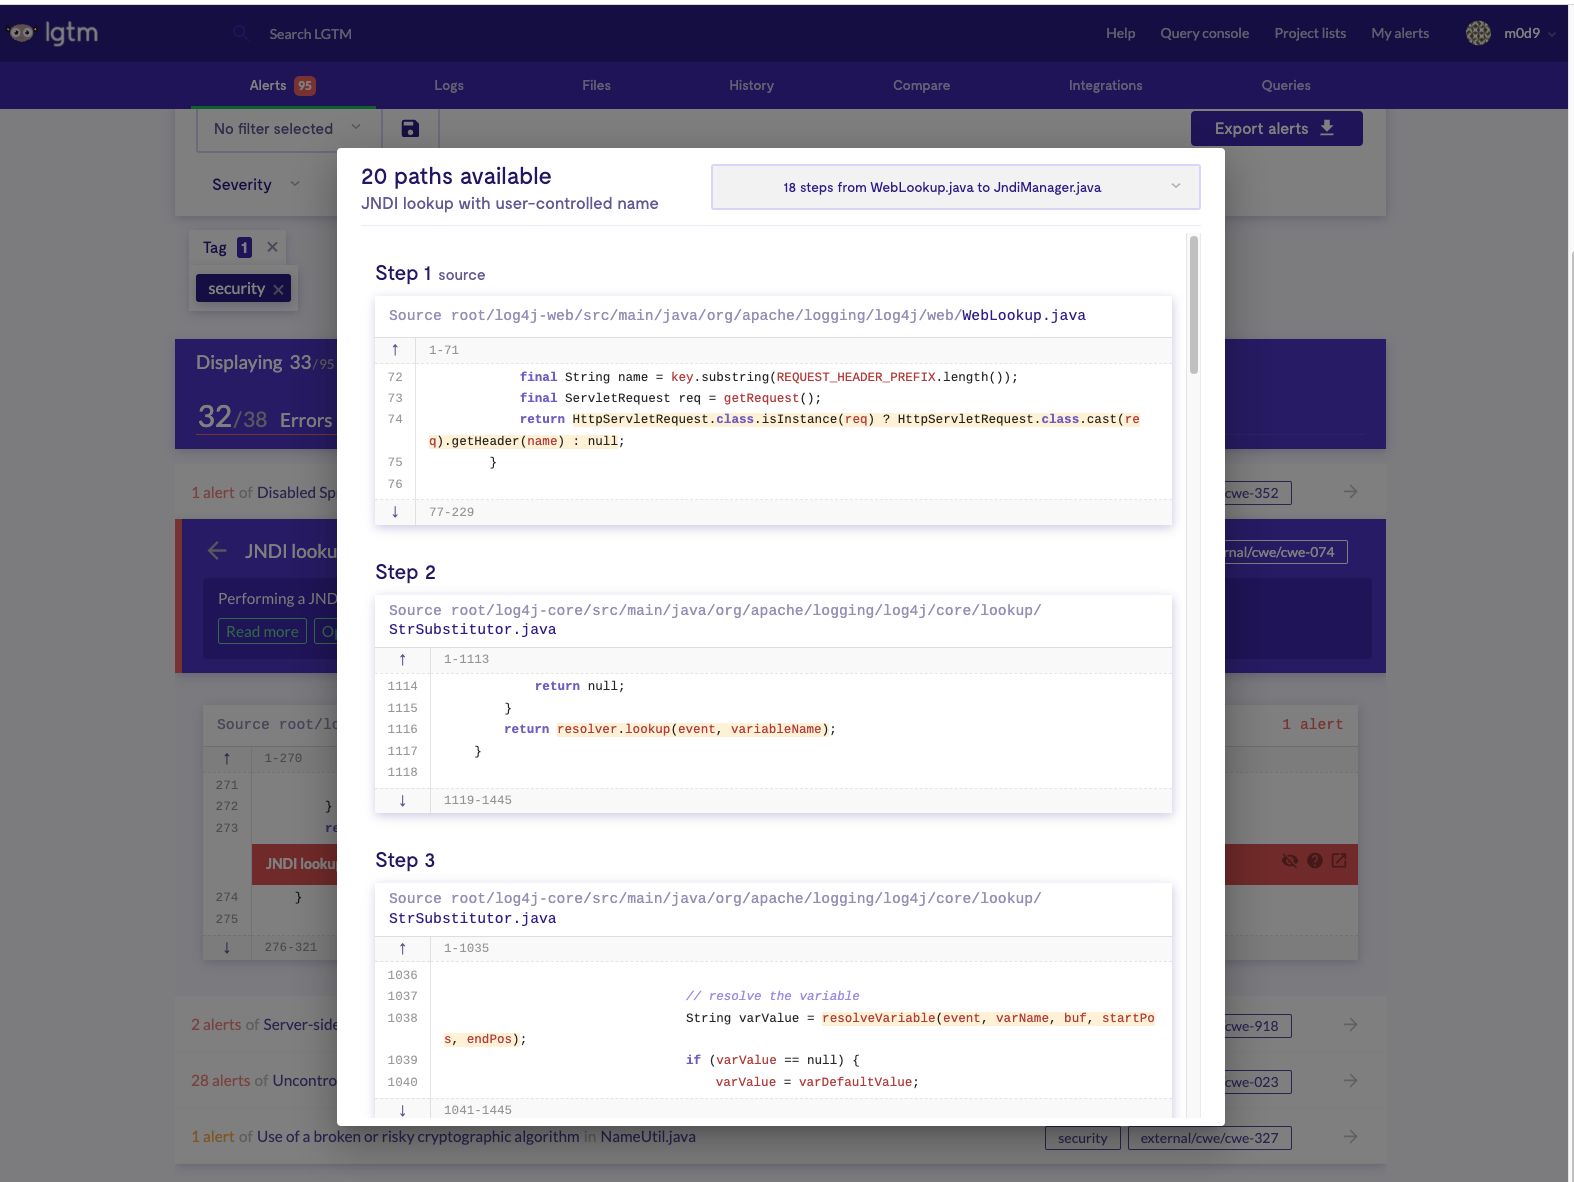 lgtm
Search LGTM
Help
Query console
Project lists
My alerts
m0d9
Alerts 95
Logs
Files
History
Compare
Integrations
Queries
No filter selected
Export alerts
Severity
Tag 1
security
Displaying 33/95
32/38 Errors
1 alert of Disabled Sp
cwe-352
JNDI looku
rnal/cwe/cwe-074
Performing a JND
Read more
Op
Source root/lo
1 alert
↑ 1-270
271
272 }
273 re
JNDI lookup
274 }
275
↓ 276-321
2 alerts of Server-side
cwe-918
28 alerts of Uncontro
cwe-023
1 alert of Use of a broken or risky cryptographic algorithm in NameUtil.java
security
external/cwe/cwe-327
20 paths available
JNDI lookup with user-controlled name
18 steps from WebLookup.java to JndiManager.java
Step 1 source
Source root/log4j-web/src/main/java/org/apache/logging/log4j/web/WebLookup.java
↑ 1-71
72 final String name = key.substring(REQUEST_HEADER_PREFIX.length());
73 final ServletRequest req = getRequest();
74 return HttpServletRequest.class.isInstance(req) ? HttpServletRequest.class.cast(re
q).getHeader(name) : null;
75 }
76
↓ 77-229
Step 2
Source root/log4j-core/src/main/java/org/apache/logging/log4j/core/lookup/
StrSubstitutor.java
↑ 1-1113
1114 return null;
1115 }
1116 return resolver.lookup(event, variableName);
1117 }
1118
↓ 1119-1445
Step 3
Source root/log4j-core/src/main/java/org/apache/logging/log4j/core/lookup/
StrSubstitutor.java
↑ 1-1035
1036
1037 // resolve the variable
1038 String varValue = resolveVariable(event, varName, buf, startPo
s, endPos);
1039 if (varValue == null) {
1040 varValue = varDefaultValue;
↓ 1041-1445